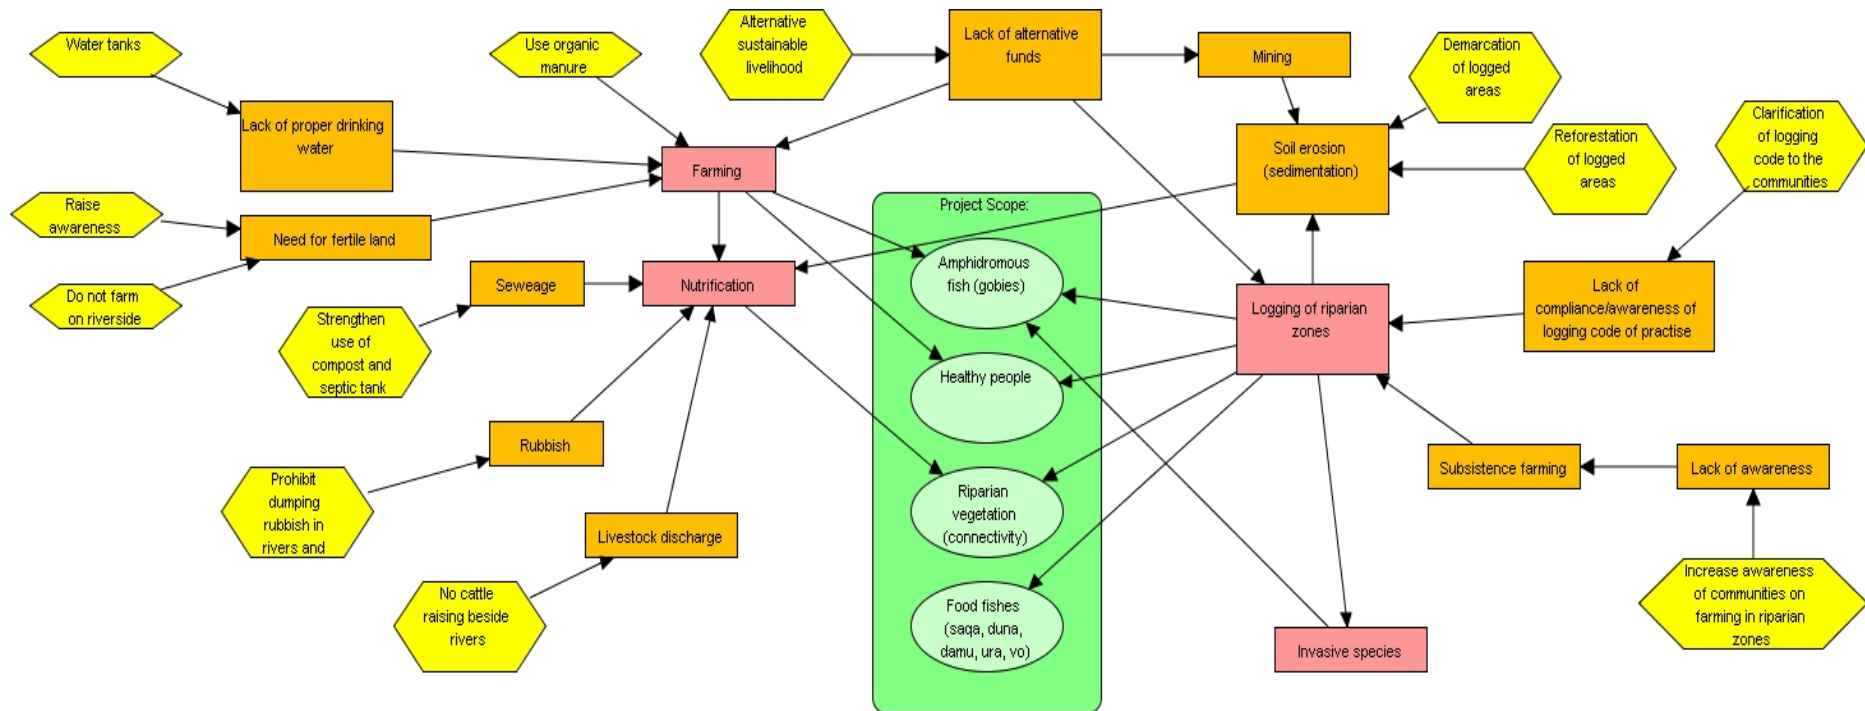 Water tanks
Use organic
manure
Alternative
sustainable
livelihood
Lack of alternative
funds
Mining
Demarcation
of logged
areas
Clarification
of logging
code to the
communities
Lack of proper drinking
water
Farming
Soil erosion
(sedimentation)
Reforestation
of logged
areas
Raise
awareness
Need for fertile land
Project Scope:
Do not farm
on riverside
Seweage
Nutrification
Amphidromous
fish (gobies)
Logging of riparian
zones
Lack of
compliance/awareness of
logging code of practise
Strengthen
use of
compost and
septic tank
Healthy people
Rubbish
Subsistence farming
Lack of awareness
Prohibit
dumping
rubbish in
rivers and
Riparian
vegetation
(connectivity)
Livestock discharge
No cattle
raising beside
rivers
Food fishes
(saqa, duna,
damu, ura, vo)
Invasive species
Increase awareness
of communities on
farming in riparian
zones